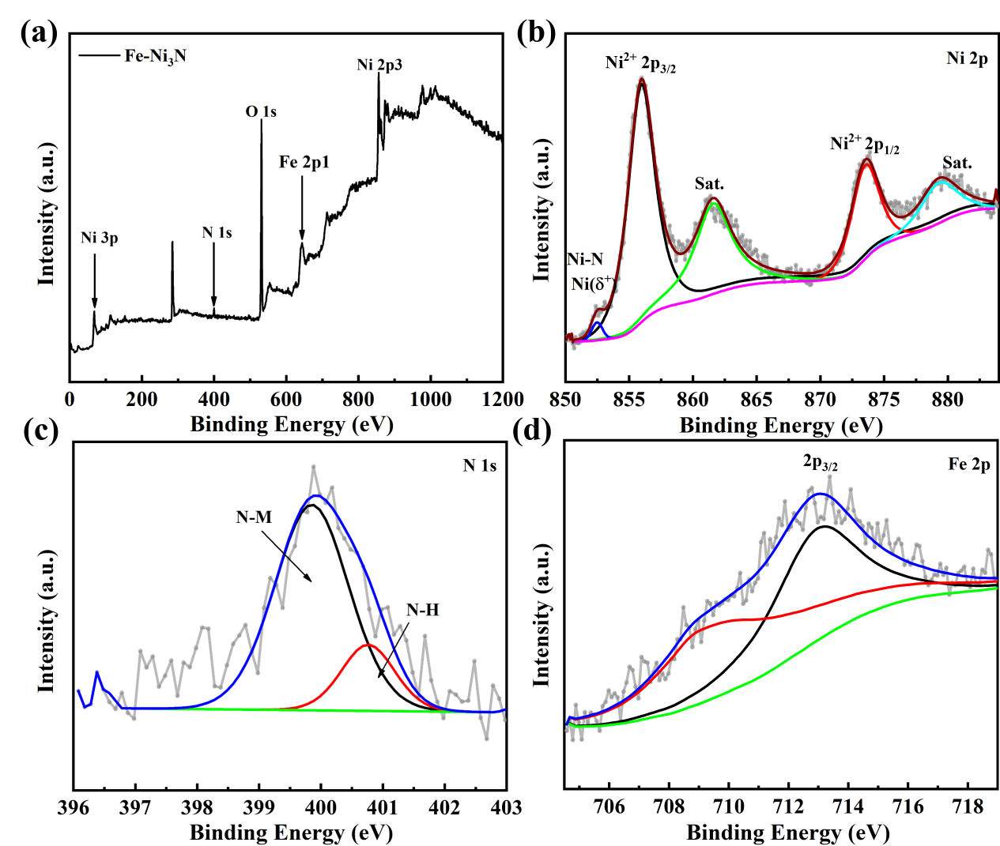 (a)
Fe-Ni₃N
Ni 2p3
O 1s
Fe 2p1
Ni 3p
N 1s
Intensity (a.u.)
0 200 400 600 800 1000 1200
Binding Energy (eV)
(b)
Ni 2p
Ni²⁺ 2p₃/₂
Ni²⁺ 2p₁/₂
Sat.
Sat.
Ni-N
Ni(δ⁺)
Intensity (a.u.)
850 855 860 865 870 875 880
Binding Energy (eV)
(c)
N 1s
N-M
N-H
Intensity (a.u.)
396 397 398 399 400 401 402 403
Binding Energy (eV)
(d)
2p₃/₂
Fe 2p
Intensity (a.u.)
706 708 710 712 714 716 718
Binding Energy (eV)